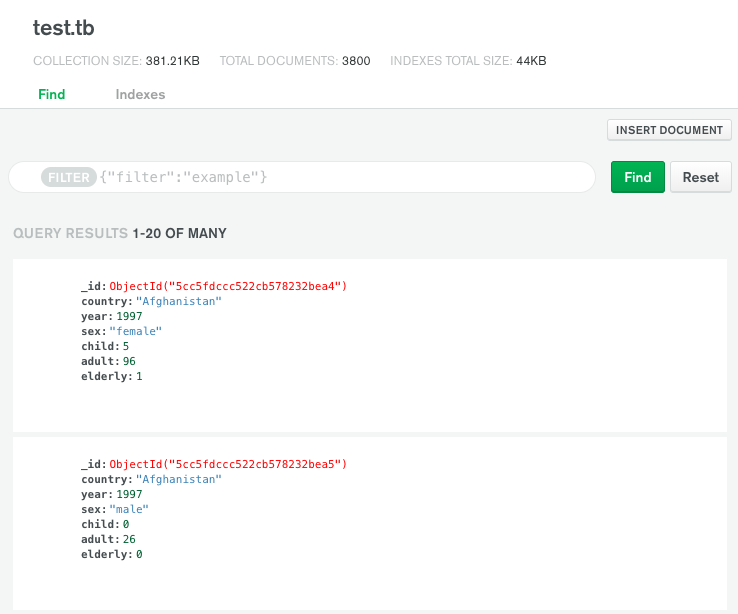 test.tb
COLLECTION SIZE: 381.21KB TOTAL DOCUMENTS: 3800 INDEXES TOTAL SIZE: 44KB
Find Indexes
INSERT DOCUMENT
FILTER {"filter":"example"} Find Reset
QUERY RESULTS 1-20 OF MANY
_id: ObjectId("5cc5fdccc522cb578232bea4")
country: "Afghanistan"
year: 1997
sex: "female"
child: 5
adult: 96
elderly: 1
_id: ObjectId("5cc5fdccc522cb578232bea5")
country: "Afghanistan"
year: 1997
sex: "male"
child: 0
adult: 26
elderly: 0